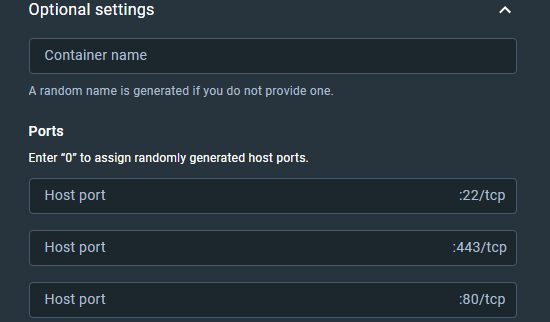 Optional settings
Container name
A random name is generated if you do not provide one.
Ports
Enter “0” to assign randomly generated host ports.
Host port :22/tcp
Host port :443/tcp
Host port :80/tcp